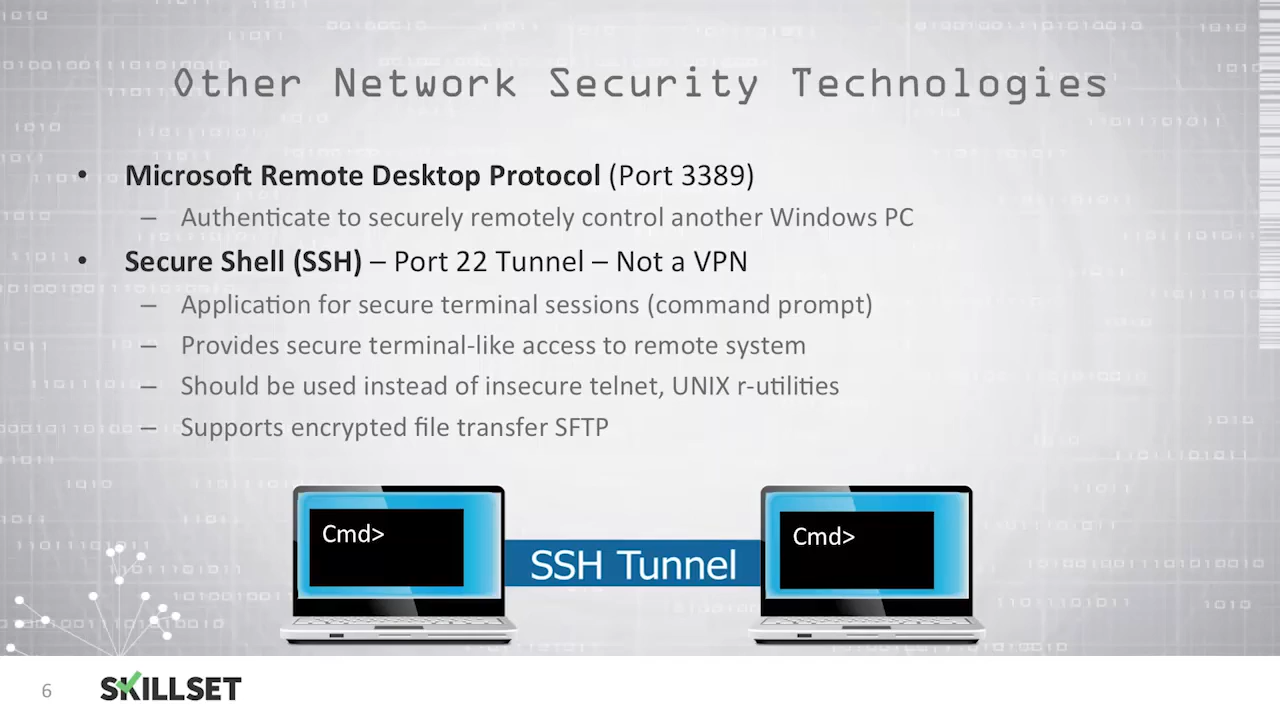 Other Network Security Technologies
• Microsoft Remote Desktop Protocol (Port 3389)
– Authenticate to securely remotely control another Windows PC
• Secure Shell (SSH) – Port 22 Tunnel – Not a VPN
– Application for secure terminal sessions (command prompt)
– Provides secure terminal-like access to remote system
– Should be used instead of insecure telnet, UNIX r-utilities
– Supports encrypted file transfer SFTP
Cmd>
SSH Tunnel
Cmd>
6
SKILLSET